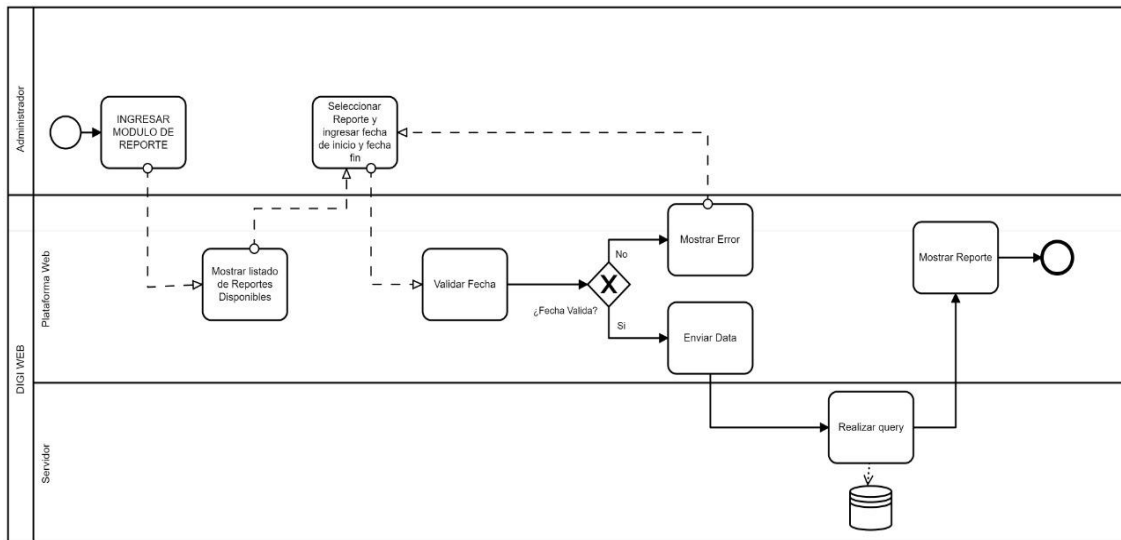 Administrador
INGRESAR
MODULO DE
REPORTE
Seleccionar
Reporte y
ingresar fecha
de inicio y fecha
fin
DIGI WEB
Plataforma Web
Mostrar listado
de Reportes
Disponibles
Validar Fecha
¿Fecha Valida?
No
Mostrar Error
Si
Enviar Data
Mostrar Reporte
Servidor
Realizar query